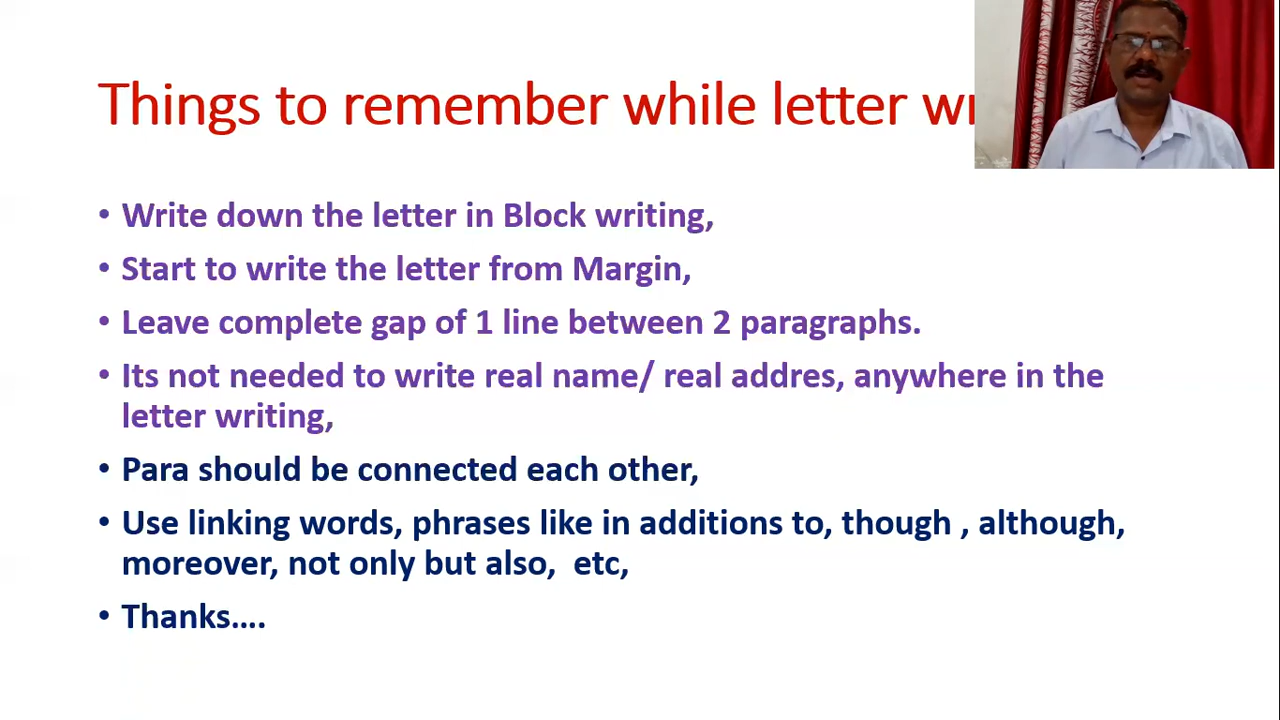 Things to remember while letter
• Write down the letter in Block writing,
• Start to write the letter from Margin,
• Leave complete gap of 1 line between 2 paragraphs.
• Its not needed to write real name/ real addres, anywhere in the
letter writing,
• Para should be connected each other,
• Use linking words, phrases like in additions to, though , although,
moreover, not only but also,  etc,
• Thanks....